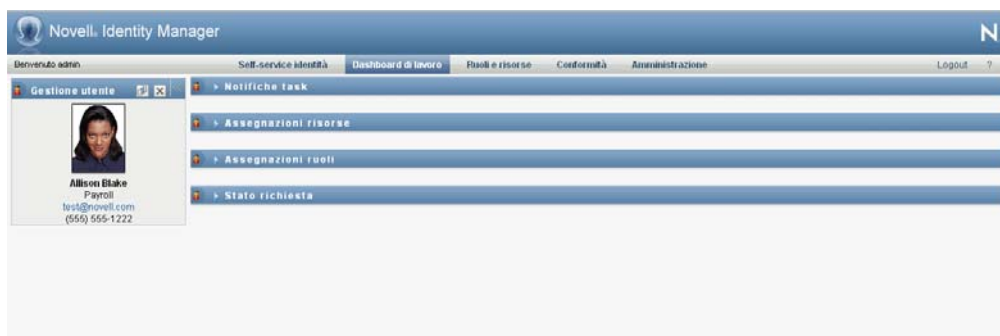 Novell® Identity Manager
N
Benvenuto admin
Self-service identità Dashboard di lavoro Ruoli e risorse Conformità Amministrazione Logout ?
Gestione utente
Notifiche task
Assegnazioni risorse
Assegnazioni ruoli
Stato richiesta
Allison Blake
Payroll
test@novell.com
(555) 555-1222